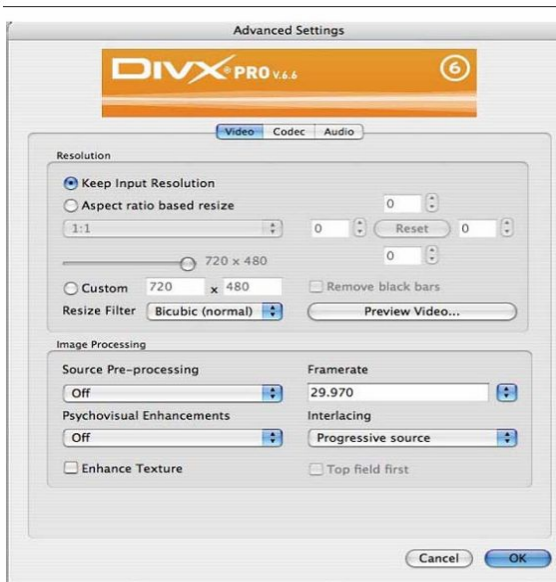 Advanced Settings
DIVX® PRO V.6.6
6
Video Codec Audio
Resolution
Keep Input Resolution
Aspect ratio based resize
0
1:1
0 Reset 0
720 x 480
0
Custom 720 x 480
Remove black bars
Resize Filter Bicubic (normal)
Preview Video...
Image Processing
Source Pre-processing
Framerate
Off
29.970
Psychovisual Enhancements
Interlacing
Off
Progressive source
Enhance Texture
Top field first
Cancel OK